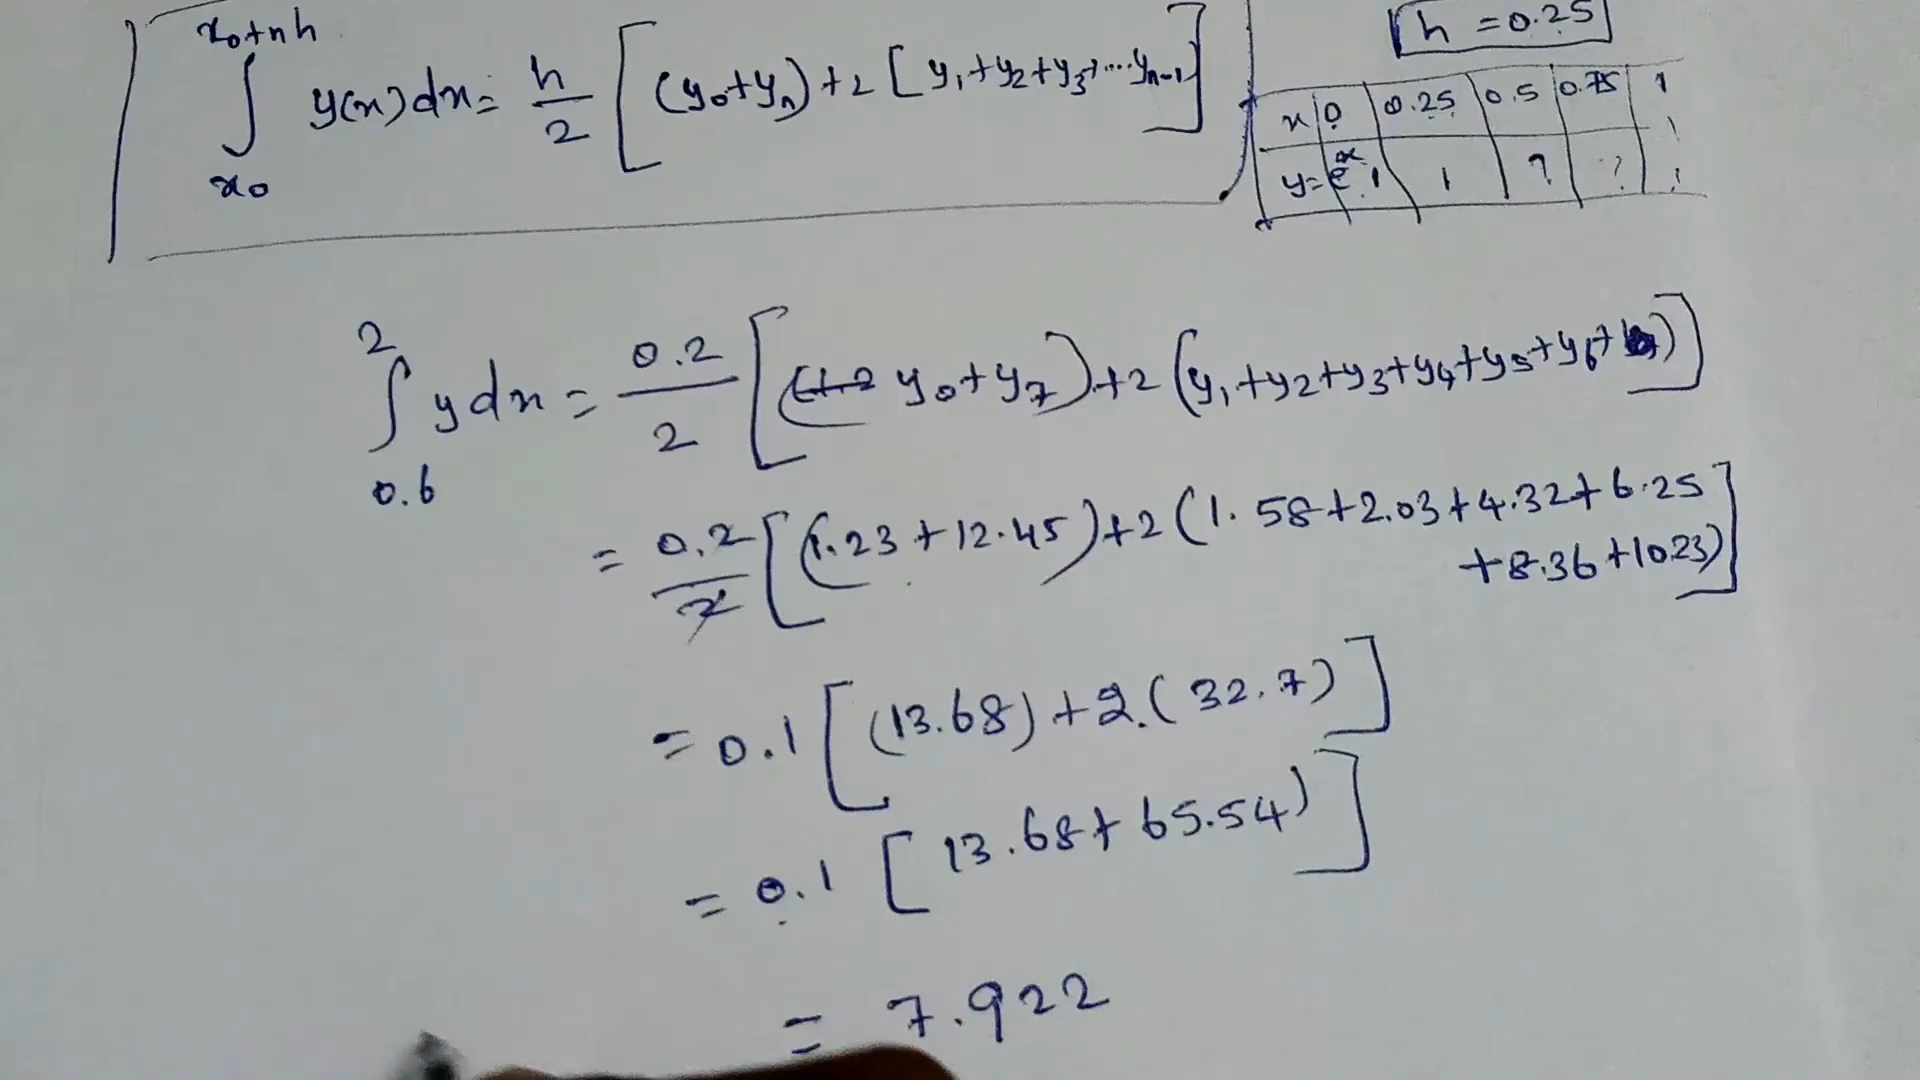 x₀+nh
∫ y(x)dx = h/2 [(y₀+yₙ)+2[y₁+y₂+y₃+....yₙ₋₁]]
x₀
h = 0.25
x 0 0.25 0.5 0.75 1
y=eˣ 1 1 ? ? !
2
∫ y dx = 0.2/2 [(y₀+y₇)+2(y₁+y₂+y₃+y₄+y₅+y₆+)]
0.6
= 0.2/2 [(1.23+12.45)+2(1.58+2.03+4.32+6.25
+8.36+10.23)]
= 0.1 [(13.68)+2.(32.7)]
= 0.1 [13.68+65.54)]
= 7.922